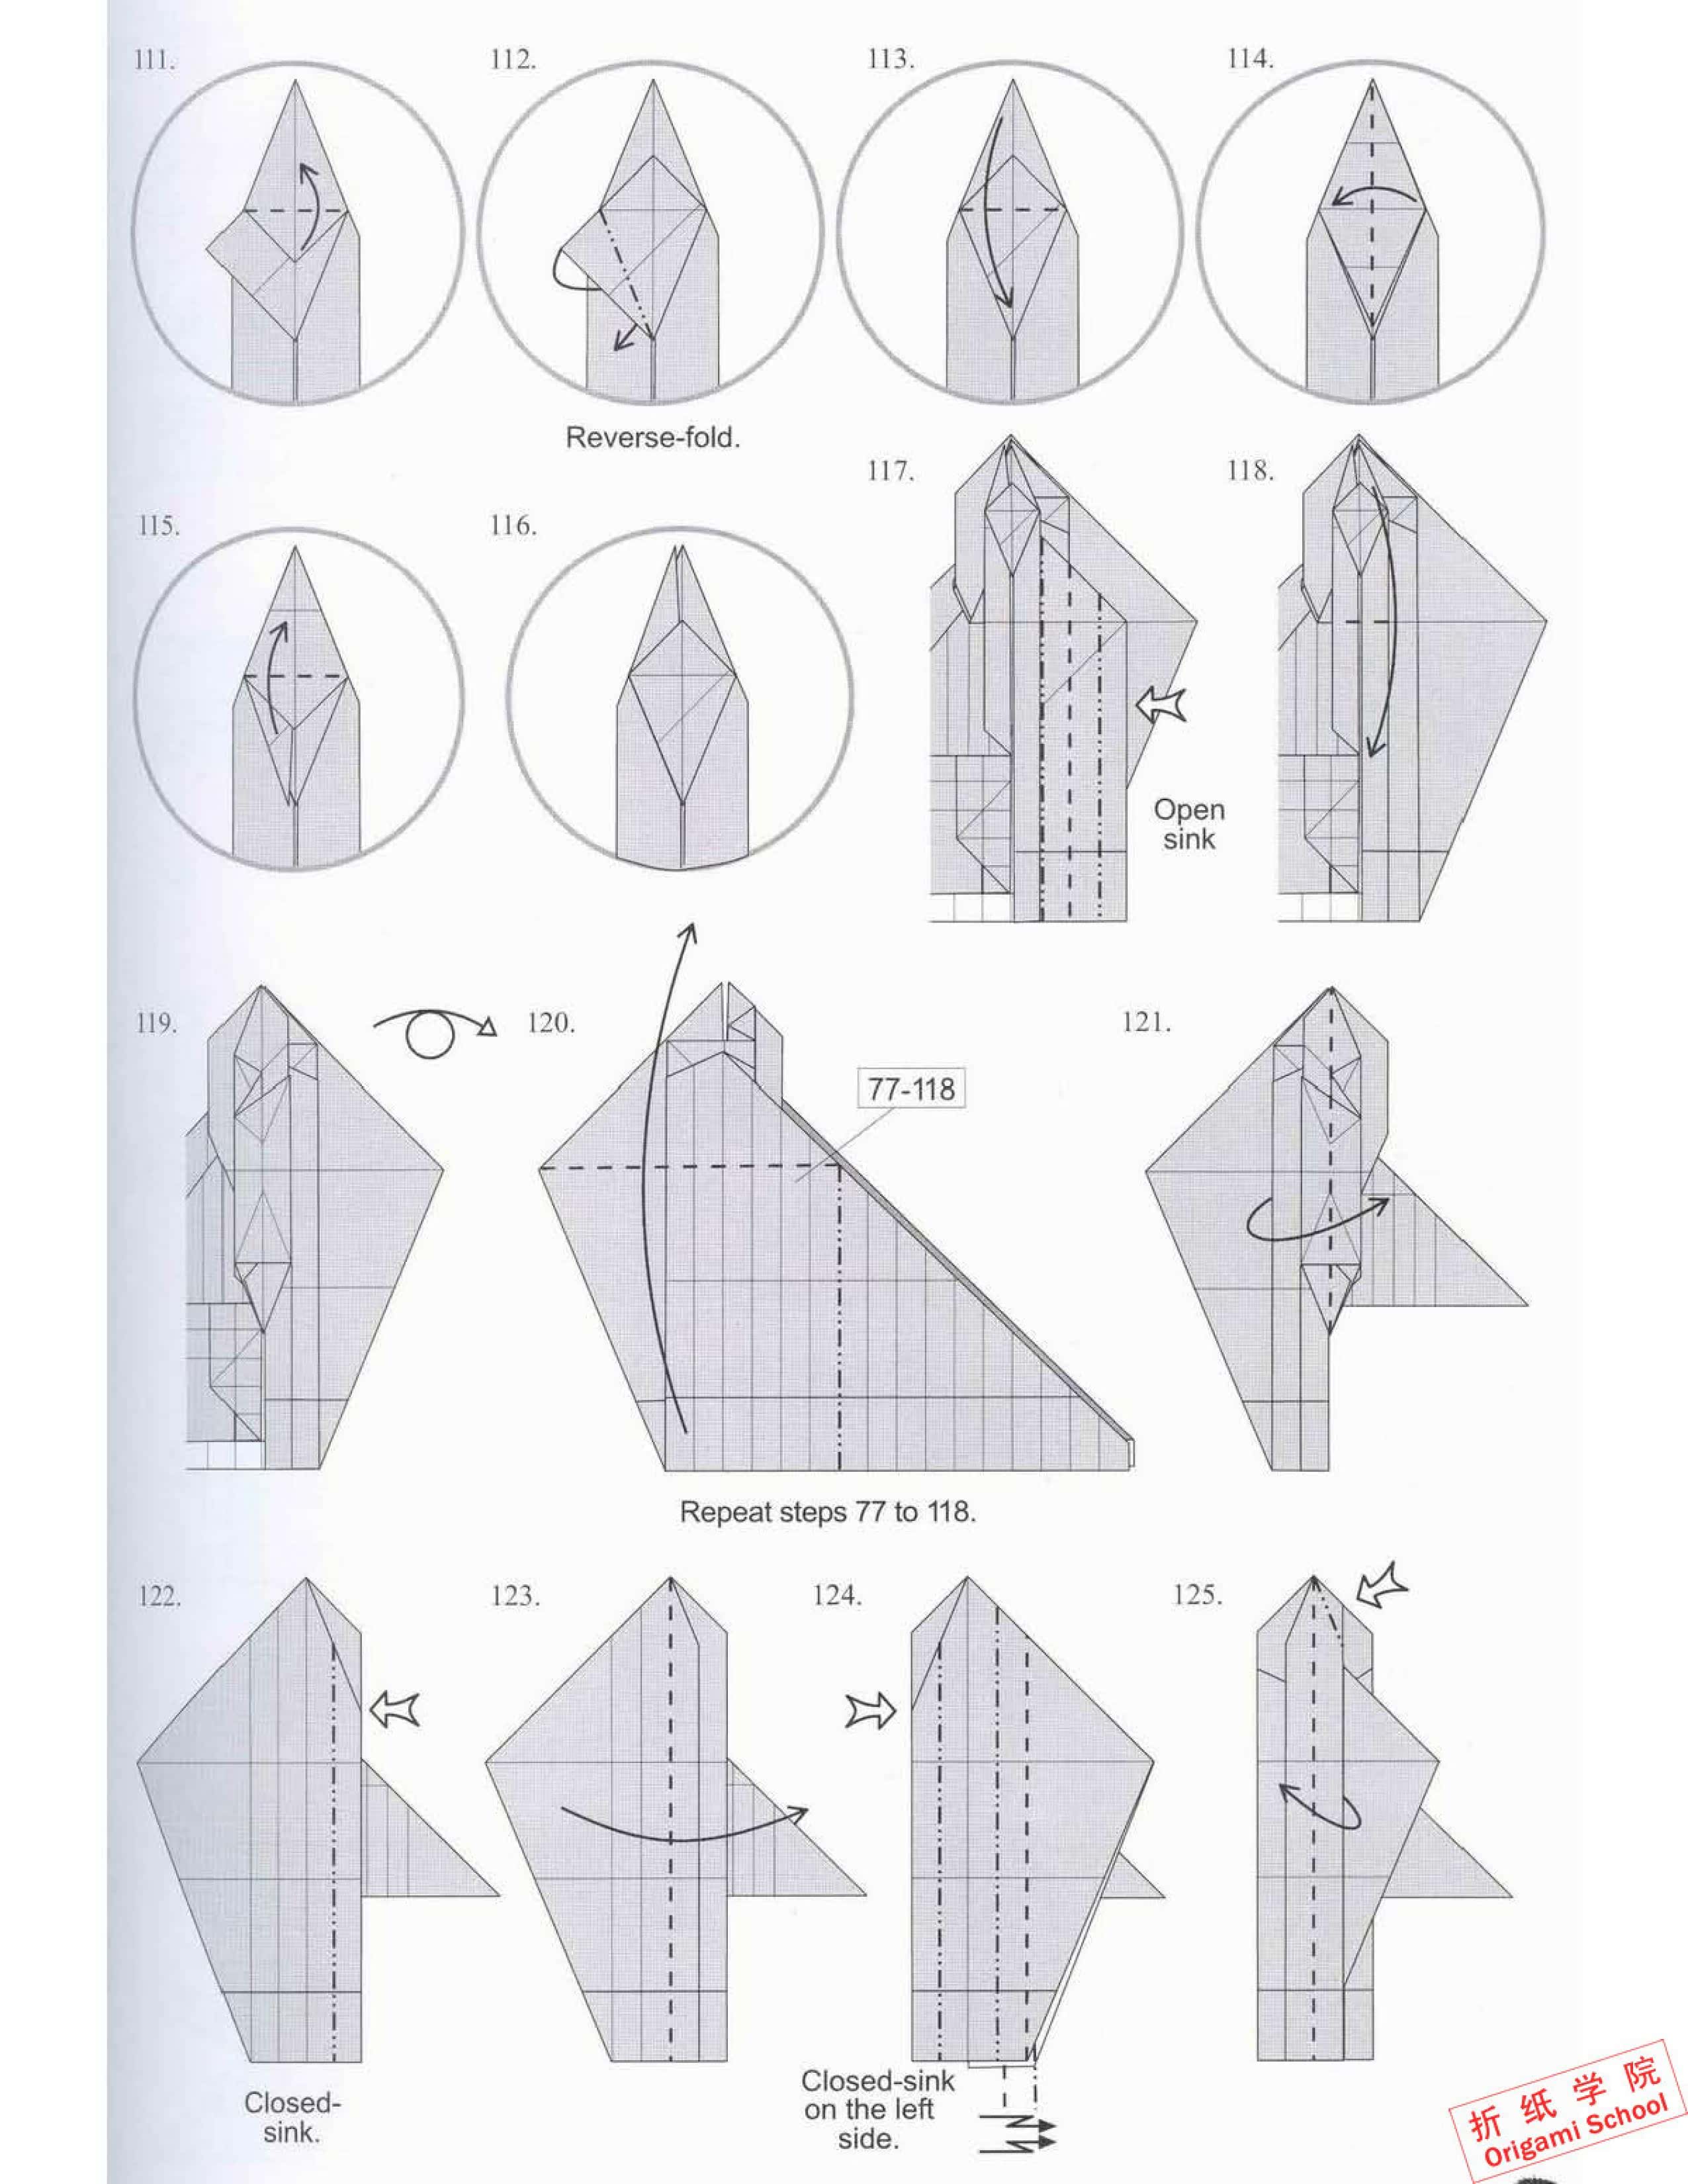 111.
112.
113.
114.
Reverse-fold.
115.
116.
117.
118.
Open
sink
119.
120.
77-118
121.
Repeat steps 77 to 118.
122.
123.
124.
125.
Closed-
sink.
Closed-sink
on the left
side.
折纸学院
Origami School